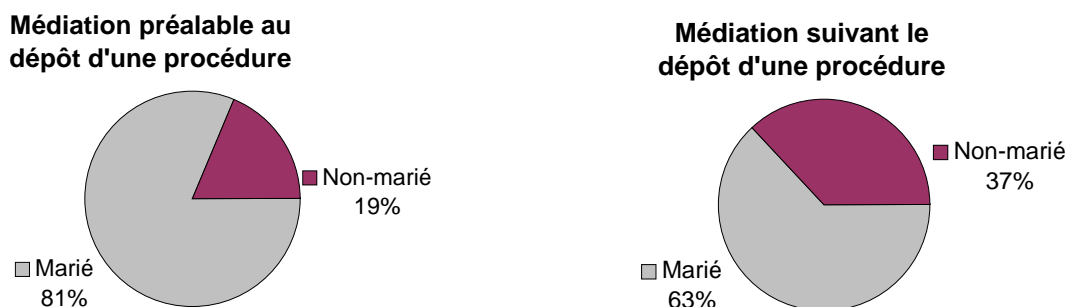 Médiation préalable au
dépôt d'une procédure
Non-marié
19%
Marié
81%
Médiation suivant le
dépôt d'une procédure
Non-marié
37%
Marié
63%